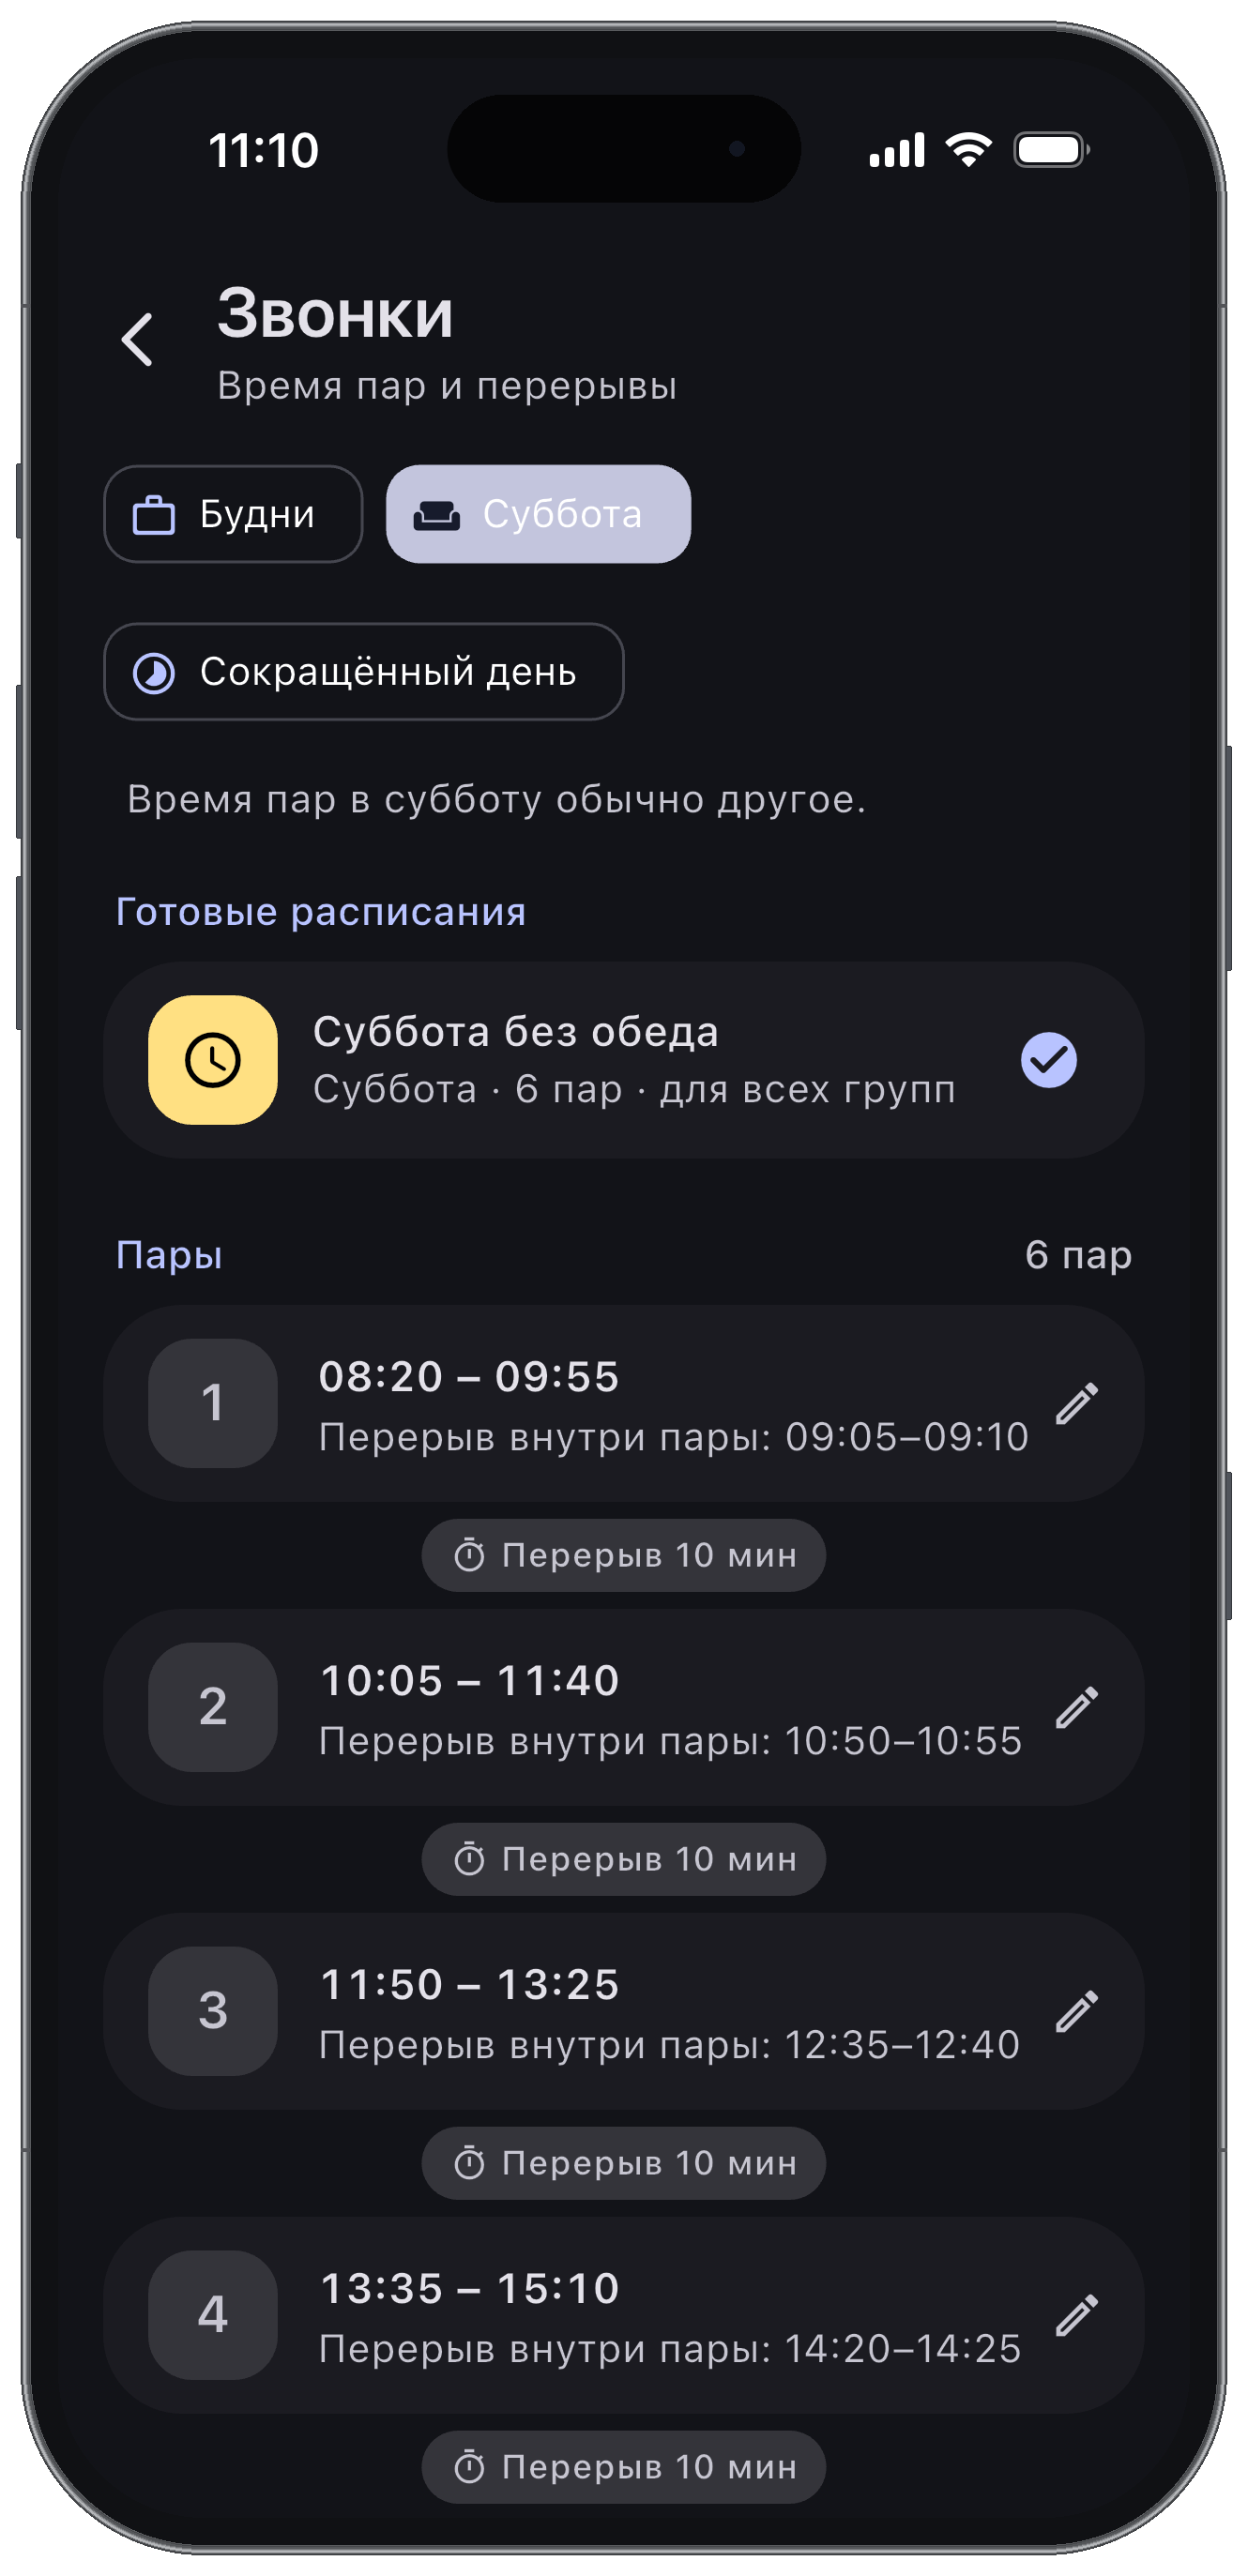 11:10
Звонки
Время пар и перерывы
Будни
Суббота
Сокращённый день
Время пар в субботу обычно другое.
Готовые расписания
Суббота без обеда
Суббота · 6 пар · для всех групп
Пары
6 пар
1
08:20 – 09:55
Перерыв внутри пары: 09:05–09:10
Перерыв 10 мин
2
10:05 – 11:40
Перерыв внутри пары: 10:50–10:55
Перерыв 10 мин
3
11:50 – 13:25
Перерыв внутри пары: 12:35–12:40
Перерыв 10 мин
4
13:35 – 15:10
Перерыв внутри пары: 14:20–14:25
Перерыв 10 мин